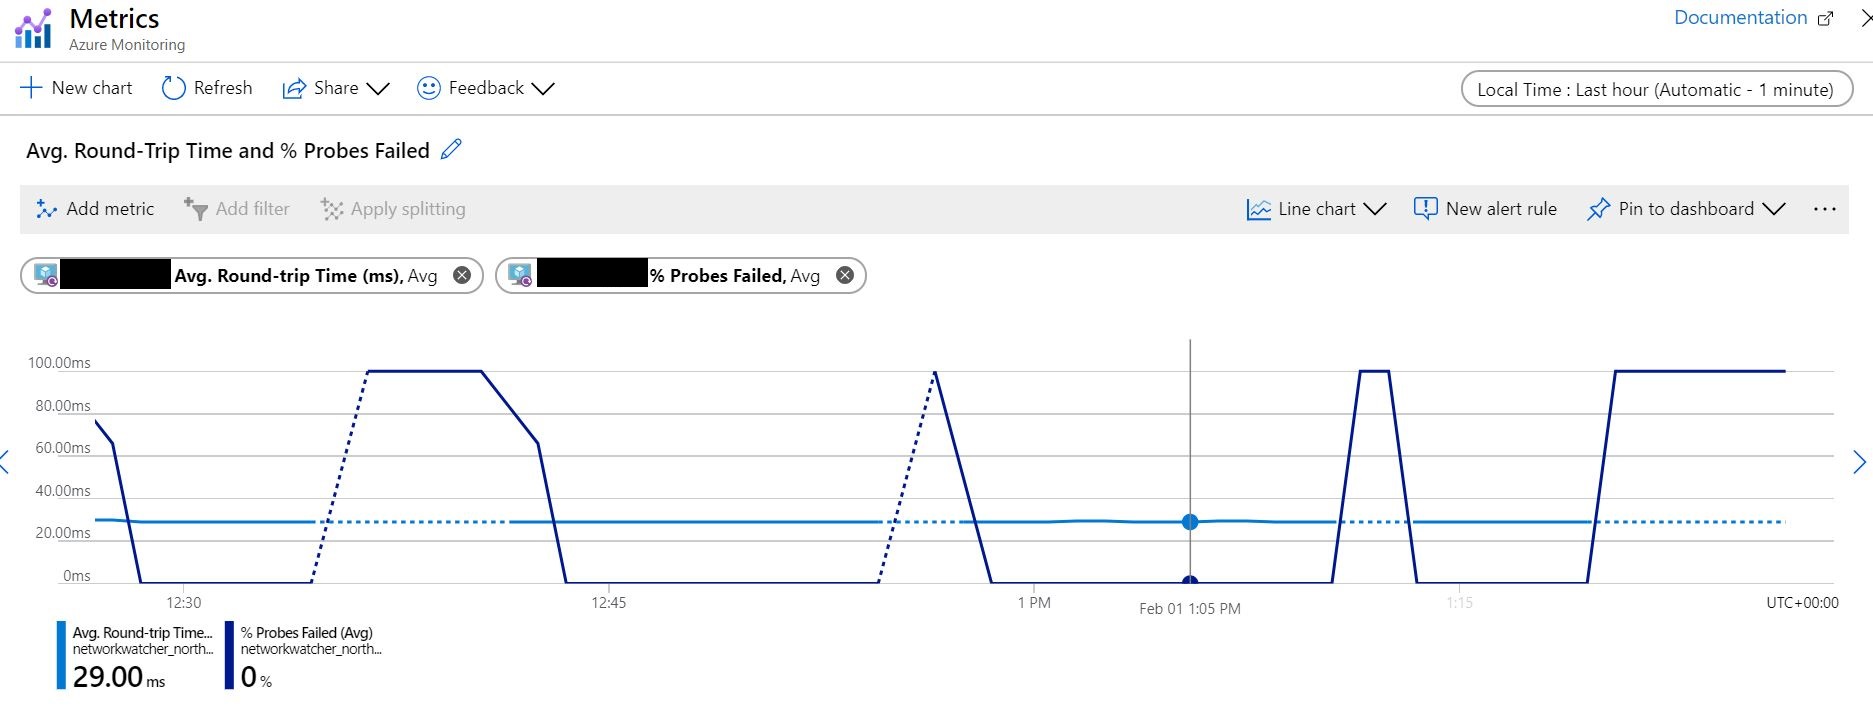 Metrics
Azure Monitoring
Documentation
New chart Refresh Share Feedback
Local Time : Last hour (Automatic - 1 minute)
Avg. Round-Trip Time and % Probes Failed
Add metric Add filter Apply splitting Line chart New alert rule Pin to dashboard ...
Avg. Round-trip Time (ms), Avg
% Probes Failed, Avg
100.00ms
80.00ms
60.00ms
40.00ms
20.00ms
0ms
12:30 12:45 1 PM Feb 01 1:05 PM 1:15 UTC+00:00
Avg. Round-trip Time...
networkwatcher_north...
29.00 ms
% Probes Failed (Avg)
networkwatcher_north...
0 %